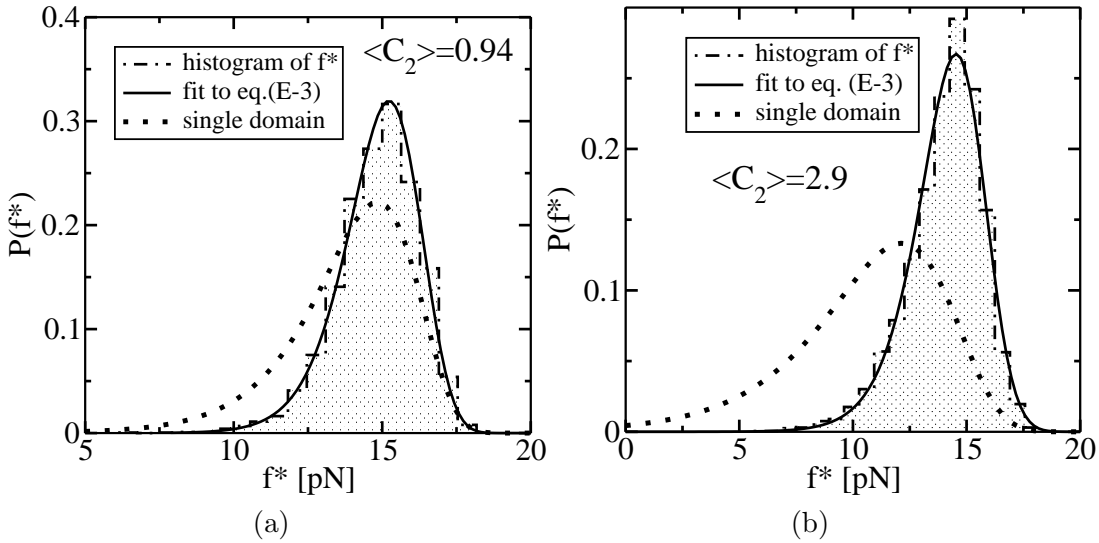 0.4
0.3
0.2
0.1
0
P(f*)
histogram of f*
fit to eq.(E-3)
single domain
<C2>=0.94
5
10
15
20
f* [pN]
(a)
0.2
0.1
0
P(f*)
histogram of f*
fit to eq. (E-3)
single domain
<C2>=2.9
0
5
10
15
20
f* [pN]
(b)